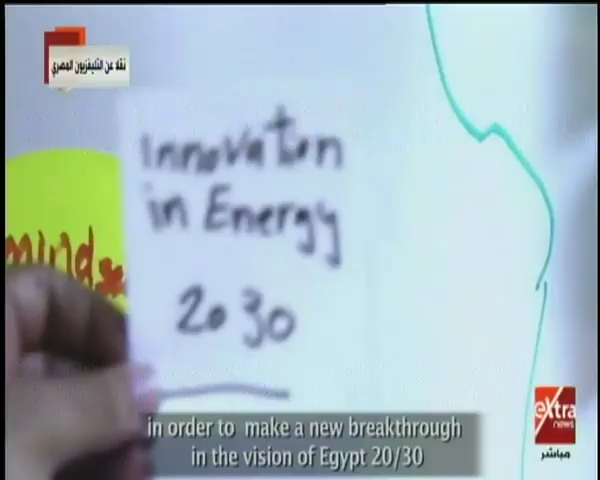 نقلا عن التليفزيون المصري
Innovation
in Energy
2030
mind
in order to make a new breakthrough
in the vision of Egypt 20/30
extra
news
مباشر